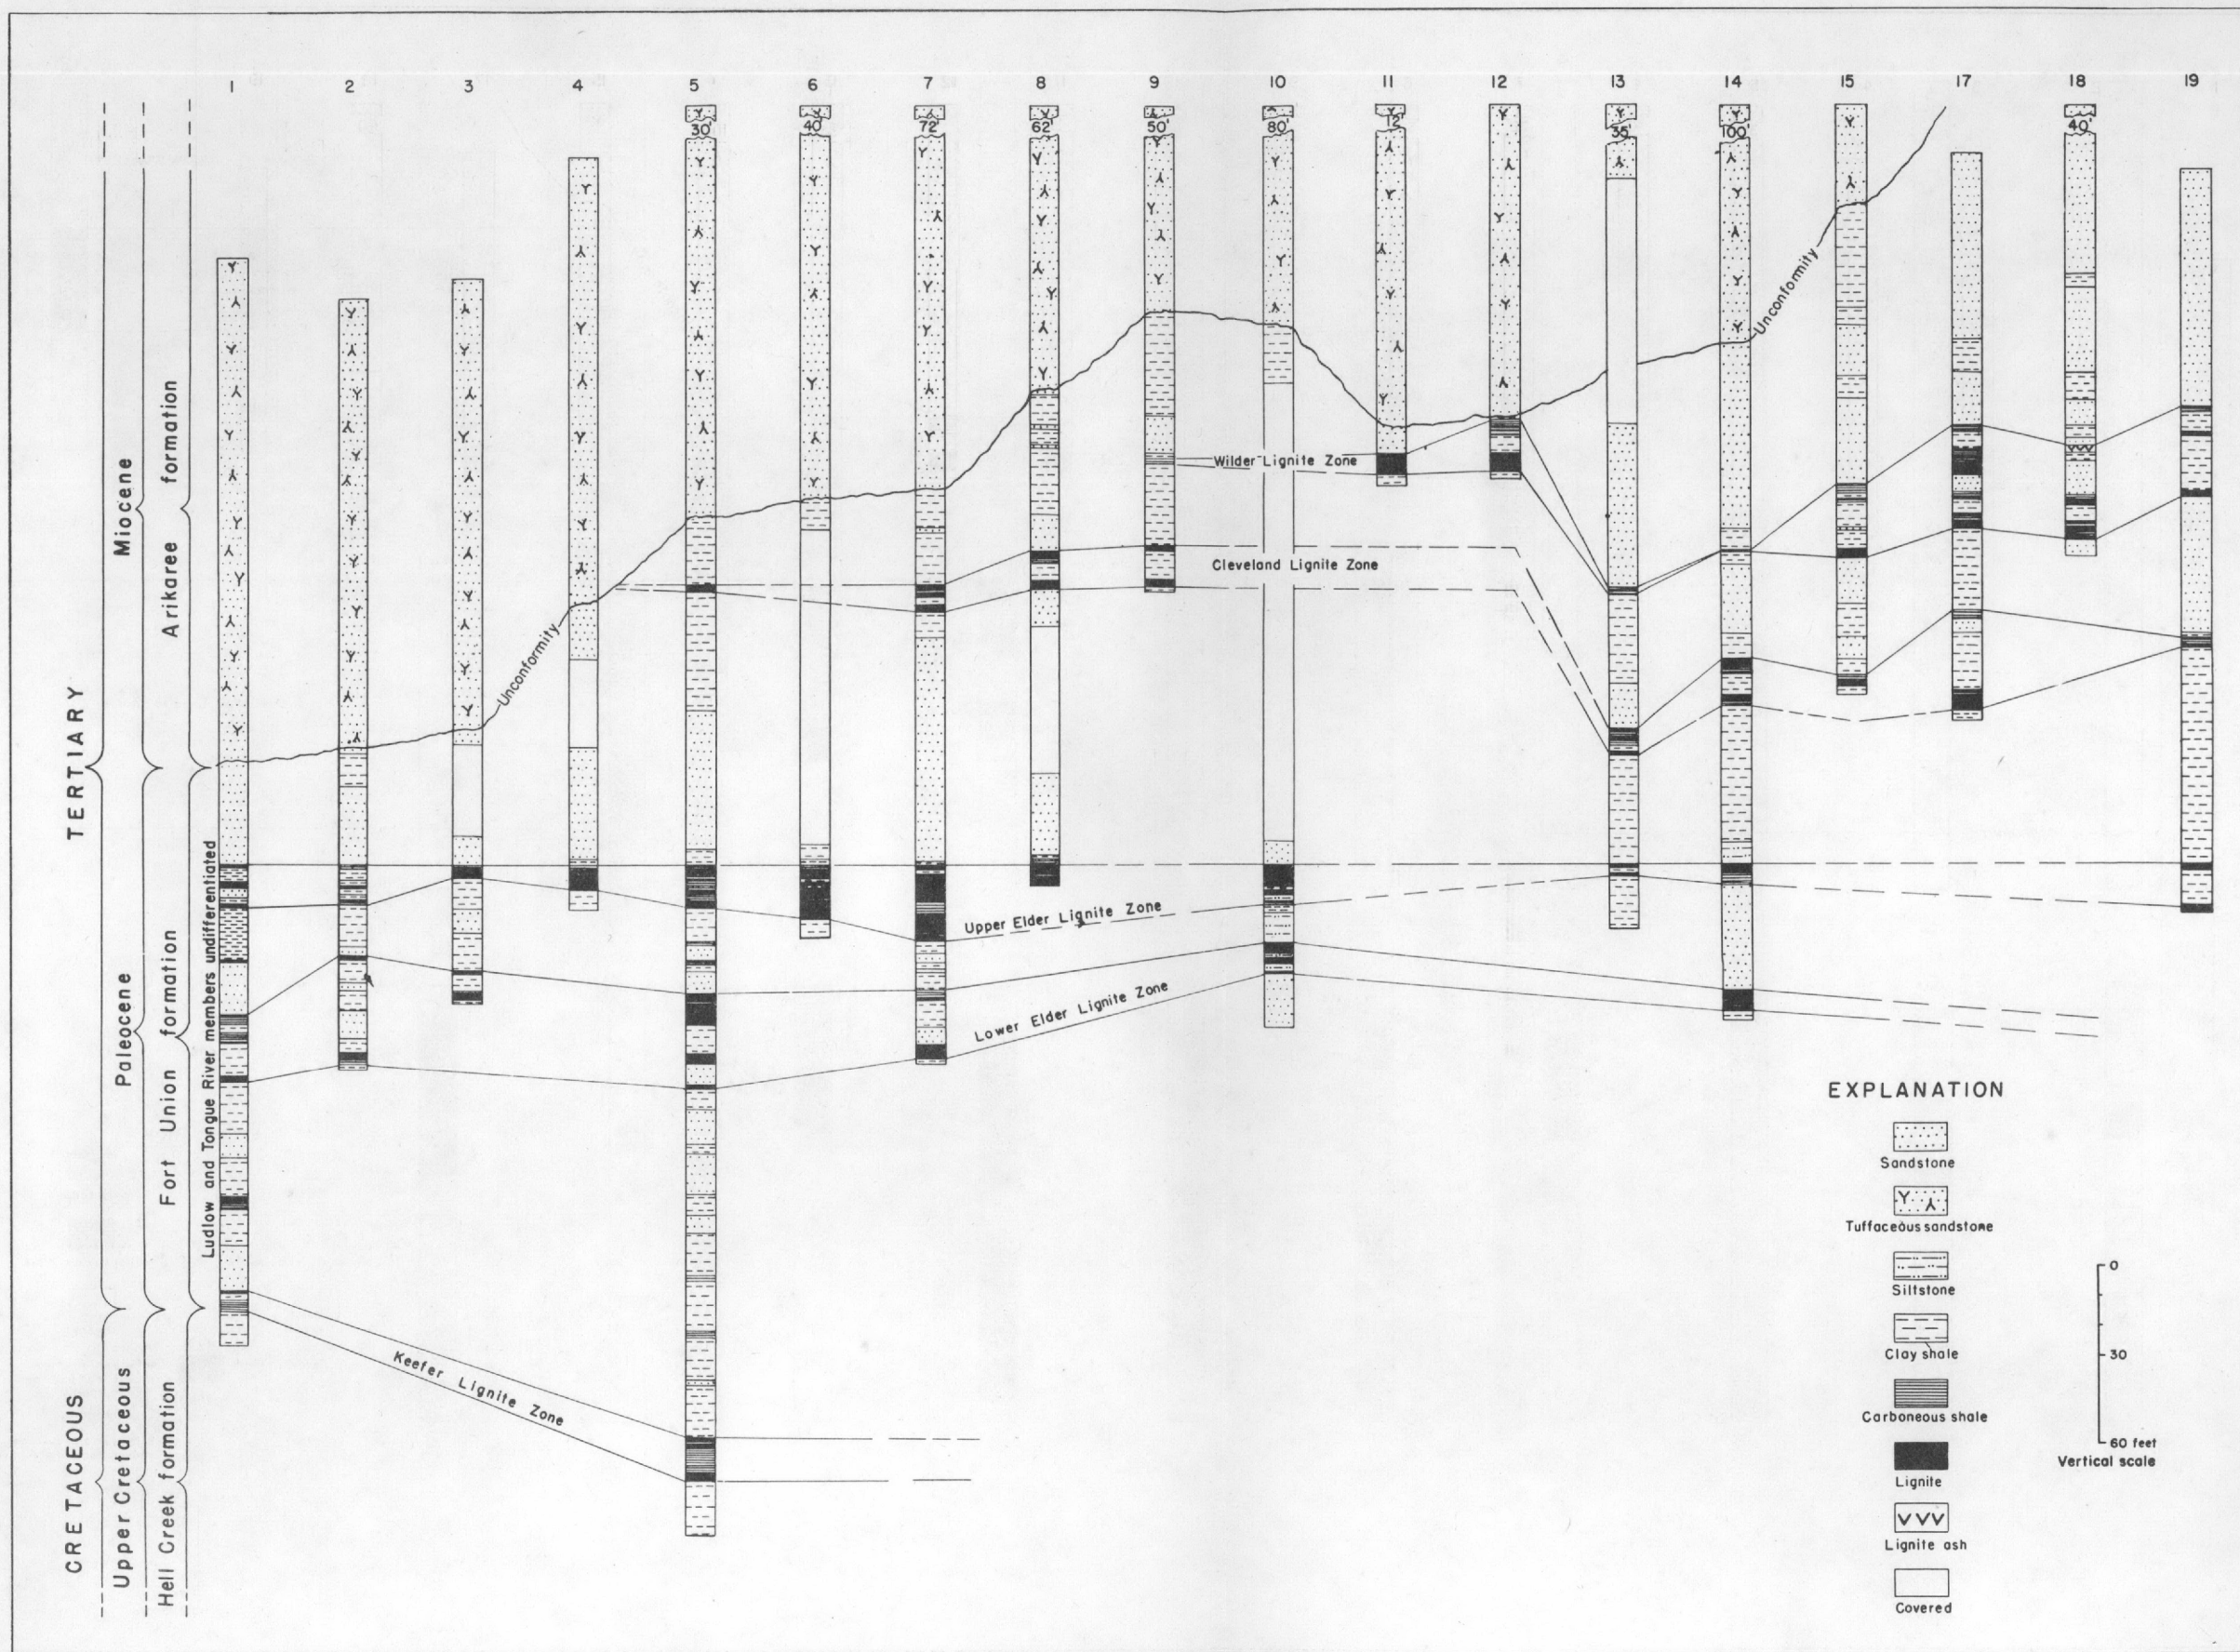 1 2 3 4 5 6 7 8 9 10 11 12 13 14 15 17 18 19
30' 40' 72' 62' 50' 80' 12' 35' 100' 40'
TERTIARY
Miocene
Arikaree formation
Paleocene
Fort Union formation
Ludlow and Tongue River members undifferentiated
CRETACEOUS
Upper Cretaceous
Hell Creek formation
Unconformity
Unconformity
Wilder Lignite Zone
Cleveland Lignite Zone
Upper Elder Lignite Zone
Lower Elder Lignite Zone
Keefer Lignite Zone
EXPLANATION
Sandstone
Tuffaceous sandstone
Siltstone
Clay shale
Carboneous shale
Lignite
Lignite ash
Covered
0
30
60 feet
Vertical scale